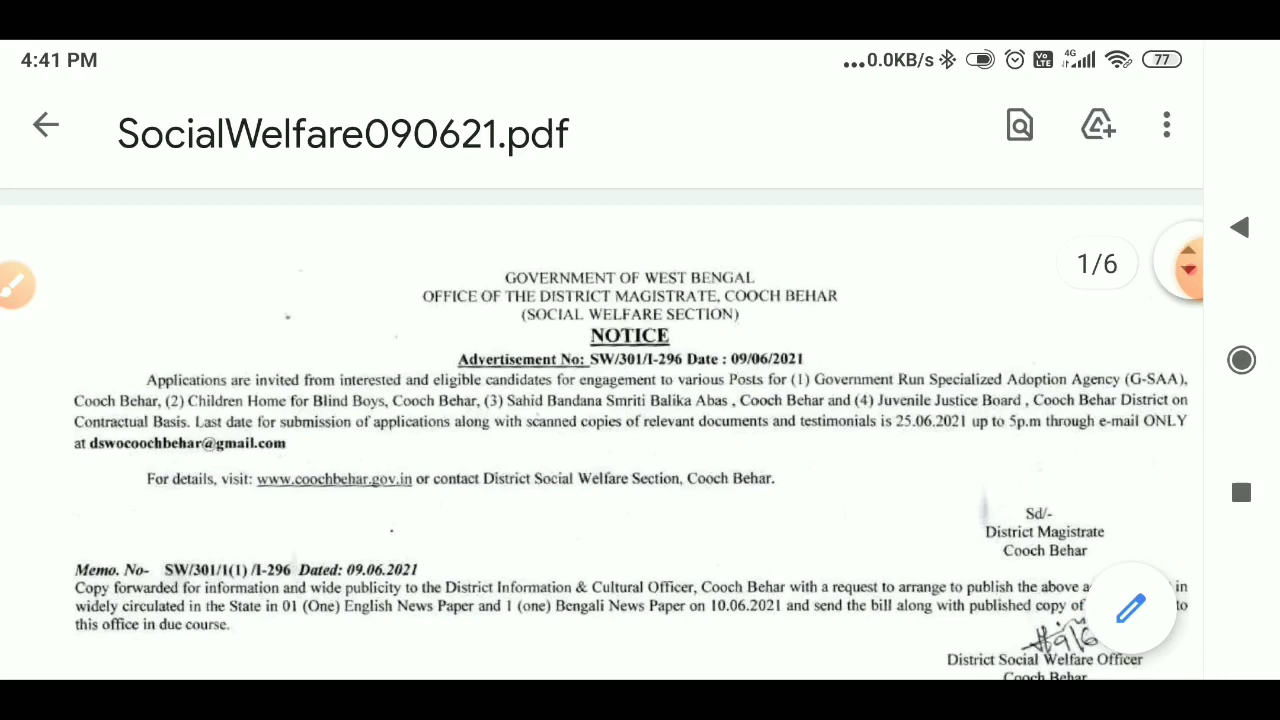 4:41 PM
...0.0KB/s
Vo
LTE
4G
77
SocialWelfare090621.pdf
1/6
GOVERNMENT OF WEST BENGAL
OFFICE OF THE DISTRICT MAGISTRATE, COOCH BEHAR
(SOCIAL WELFARE SECTION)
NOTICE
Advertisement No: SW/301/I-296 Date : 09/06/2021
Applications are invited from interested and eligible candidates for engagement to various Posts for (1) Government Run Specialized Adoption Agency (G-SAA),
Cooch Behar, (2) Children Home for Blind Boys, Cooch Behar, (3) Sahid Bandana Smriti Balika Abas , Cooch Behar and (4) Juvenile Justice Board , Cooch Behar District on
Contractual Basis. Last date for submission of applications along with scanned copies of relevant documents and testimonials is 25.06.2021 up to 5p.m through e-mail ONLY
at dswocoochbehar@gmail.com
For details, visit: www.coochbehar.gov.in or contact District Social Welfare Section, Cooch Behar.
Sd/-
District Magistrate
Cooch Behar
Memo. No- SW/301/1(1) /I-296 Dated: 09.06.2021
Copy forwarded for information and wide publicity to the District Information & Cultural Officer, Cooch Behar with a request to arrange to publish the above a in
widely circulated in the State in 01 (One) English News Paper and 1 (one) Bengali News Paper on 10.06.2021 and send the bill along with published copy of to
this office in due course.
District Social Welfare Officer
Cooch Behar